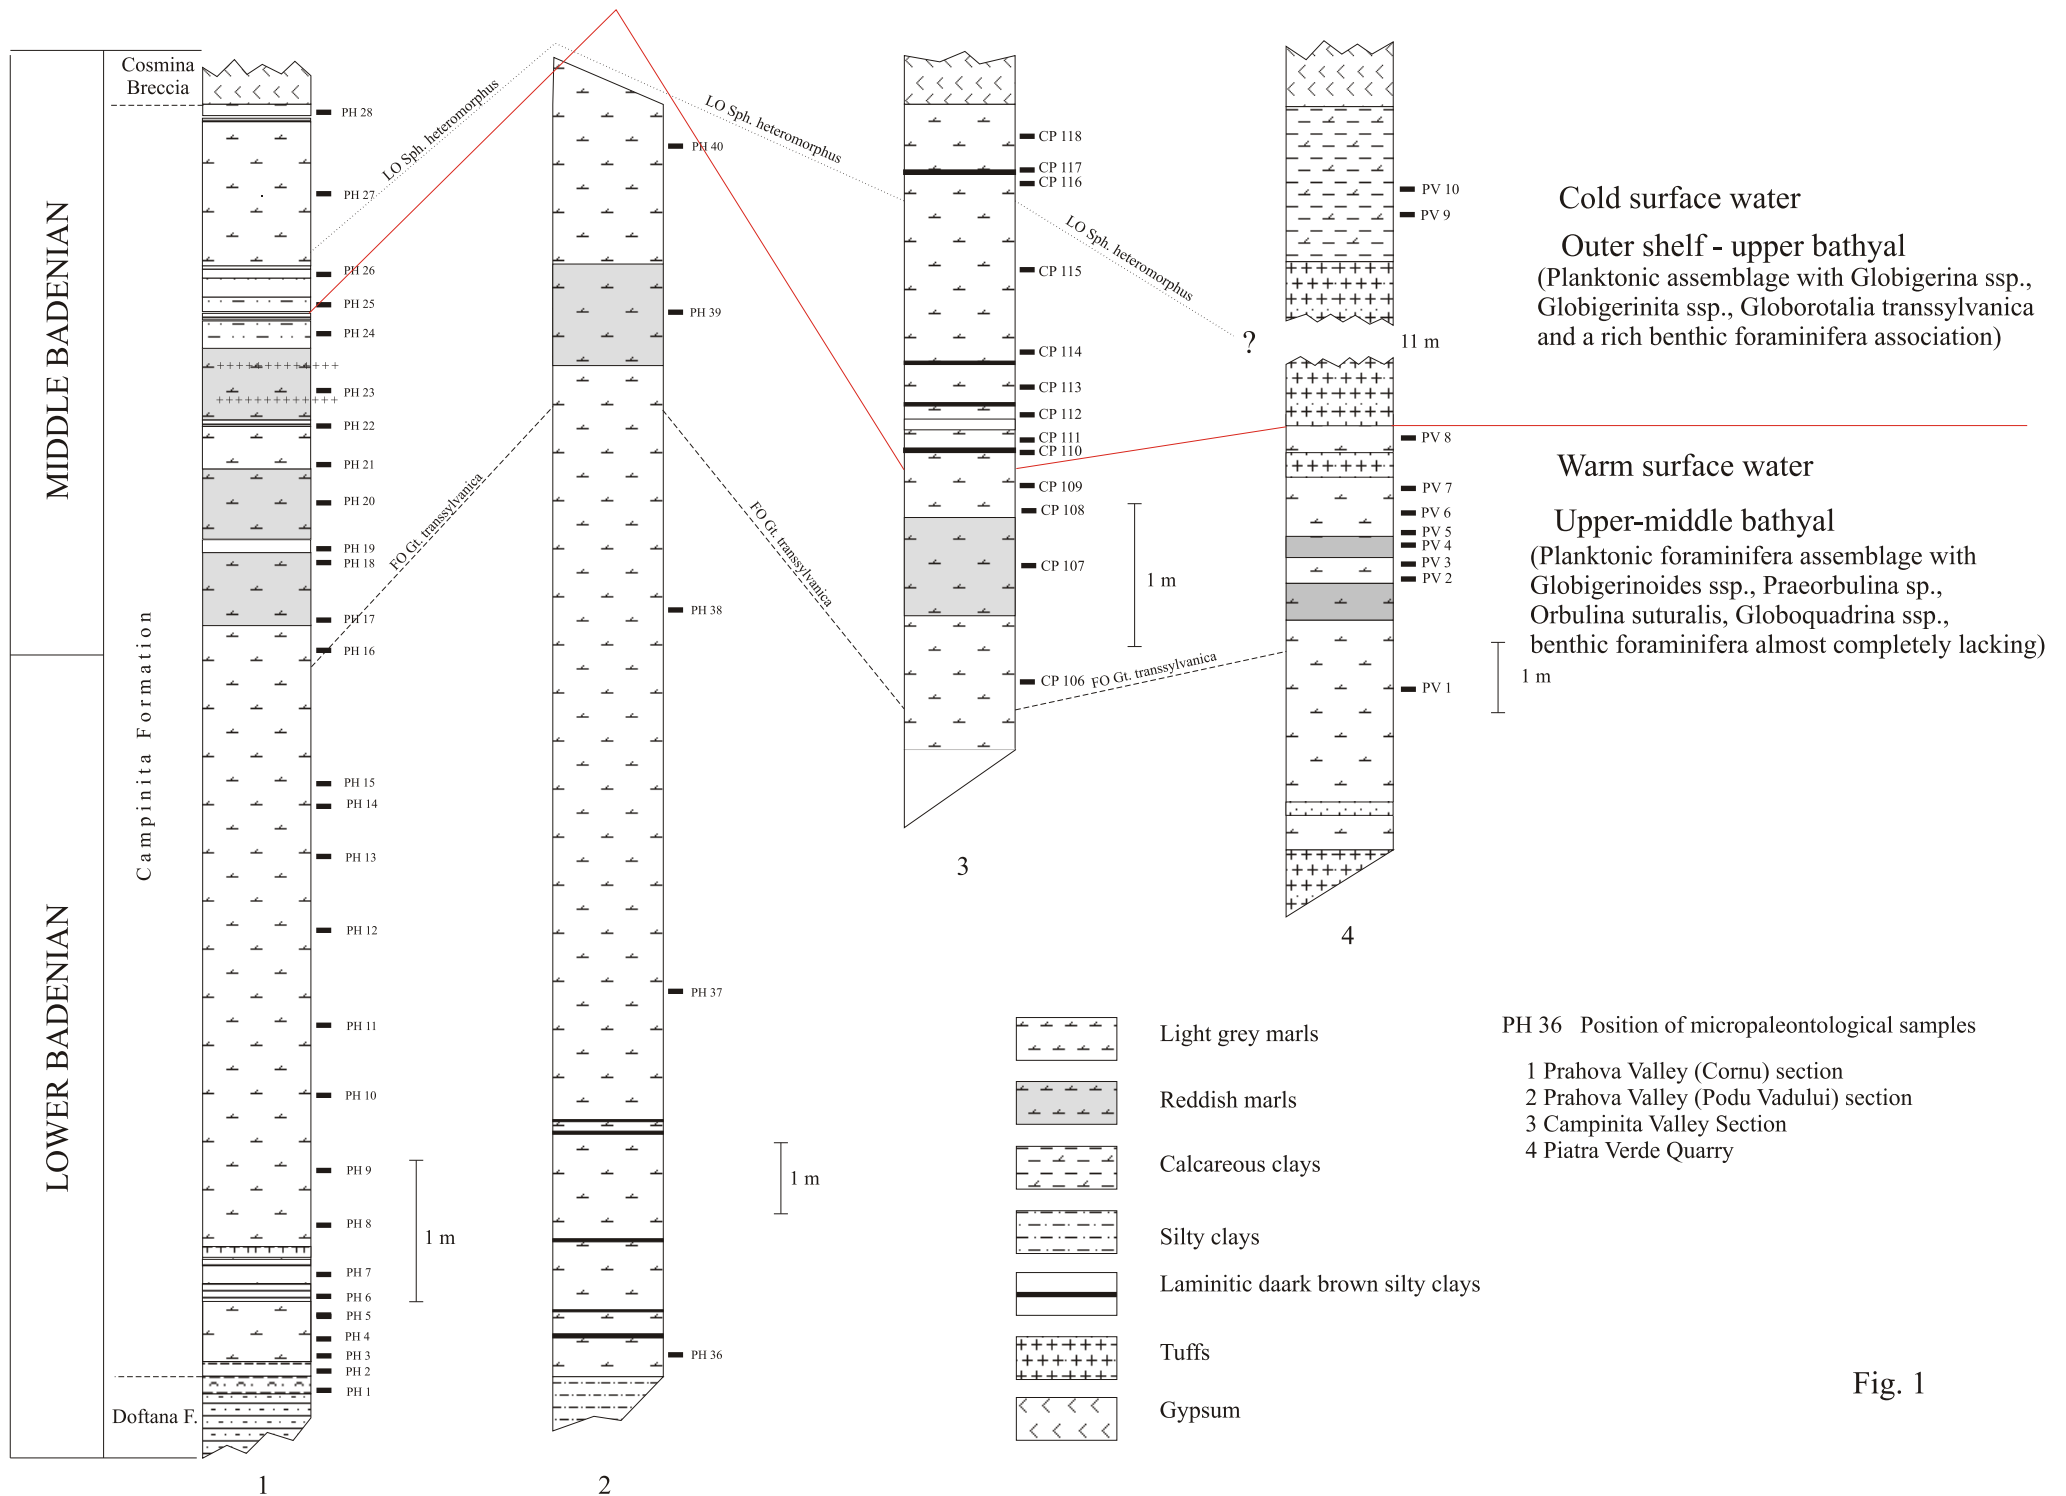 Cosmina
Breccia
MIDDLE BADENIAN
LOWER BADENIAN
Campinita Formation
Doftana F.
PH 28
PH 27
PH 26
PH 25
PH 24
PH 23
PH 22
PH 21
PH 20
PH 19
PH 18
PH 17
PH 16
PH 15
PH 14
PH 13
PH 12
PH 11
PH 10
PH 9
PH 8
PH 7
PH 6
PH 5
PH 4
PH 3
PH 2
PH 1
1 m
1
LO Sph. heteromorphus
FO Gt. transsylvanica
PH 40
PH 39
PH 38
PH 37
PH 36
1 m
2
LO Sph. heteromorphus
FO Gt. transsylvanica
CP 118
CP 117
CP 116
CP 115
CP 114
CP 113
CP 112
CP 111
CP 110
CP 109
CP 108
CP 107
CP 106
1 m
3
LO Sph. heteromorphus
?
FO Gt. transsylvanica
PV 10
PV 9
11 m
PV 8
PV 7
PV 6
PV 5
PV 4
PV 3
PV 2
PV 1
1 m
4
Cold surface water
Outer shelf - upper bathyal
(Planktonic assemblage with Globigerina ssp.,
Globigerinita ssp., Globorotalia transsylvanica
and a rich benthic foraminifera association)
Warm surface water
Upper-middle bathyal
(Planktonic foraminifera assemblage with
Globigerinoides ssp., Praeorbulina sp.,
Orbulina suturalis, Globoquadrina ssp.,
benthic foraminifera almost completely lacking)
Light grey marls
Reddish marls
Calcareous clays
Silty clays
Laminitic daark brown silty clays
Tuffs
Gypsum
PH 36 Position of micropaleontological samples
1 Prahova Valley (Cornu) section
2 Prahova Valley (Podu Vadului) section
3 Campinita Valley Section
4 Piatra Verde Quarry
Fig. 1